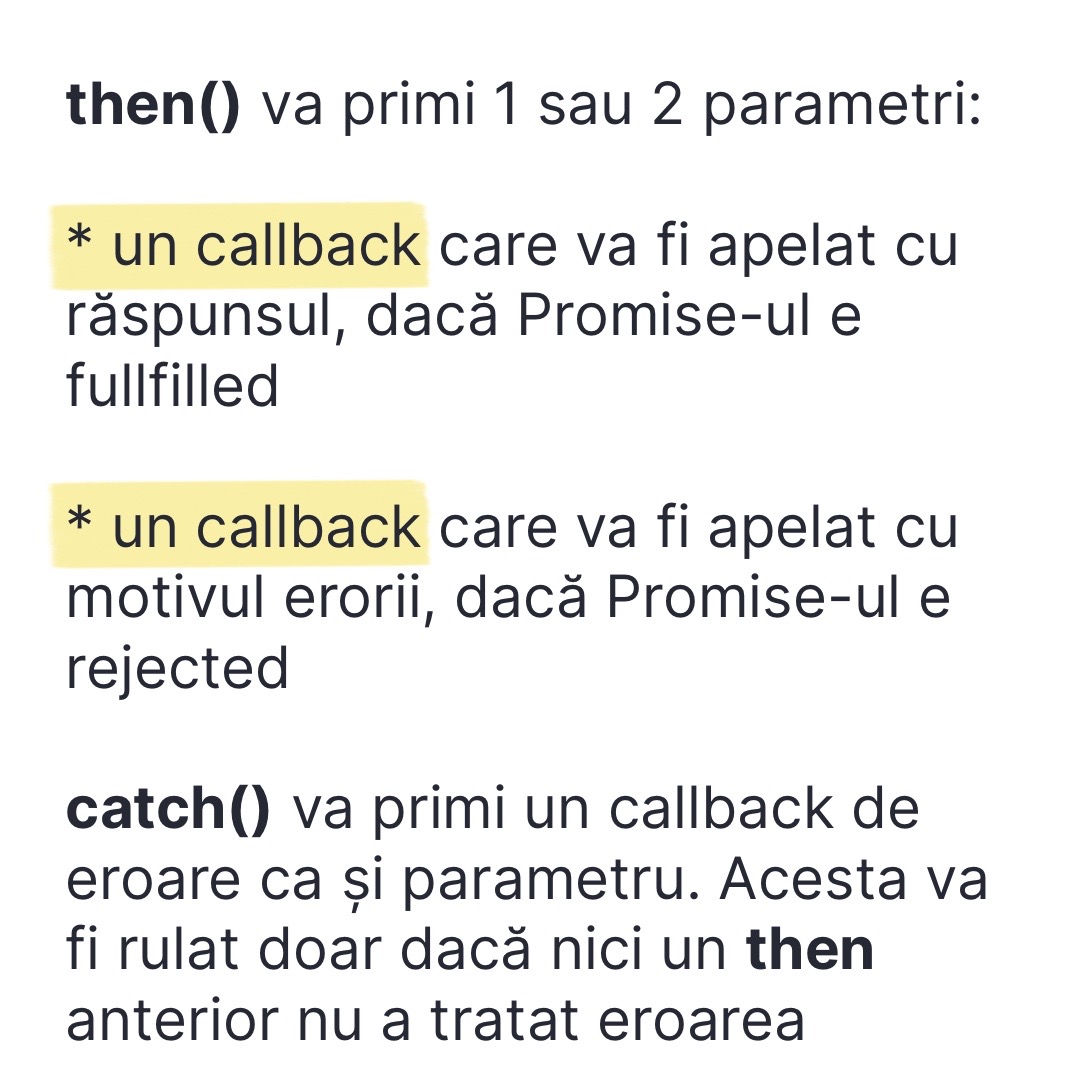 then() va primi 1 sau 2 parametri:
* un callback care va fi apelat cu
răspunsul, dacă Promise-ul e
fullfilled
* un callback care va fi apelat cu
motivul erorii, dacă Promise-ul e
rejected
catch() va primi un callback de
eroare ca și parametru. Acesta va
fi rulat doar dacă nici un then
anterior nu a tratat eroarea